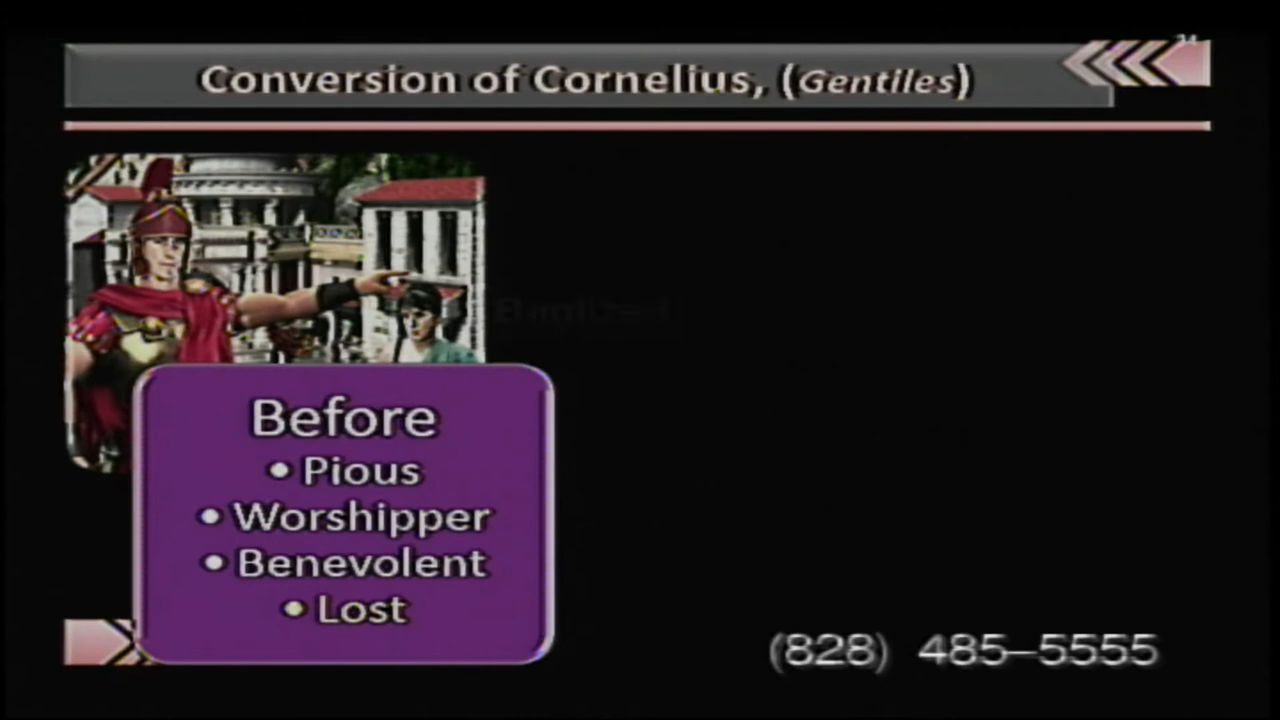 Conversion of Cornelius, (Gentiles)
Before
• Pious
• Worshipper
• Benevolent
• Lost
(828) 485–5555